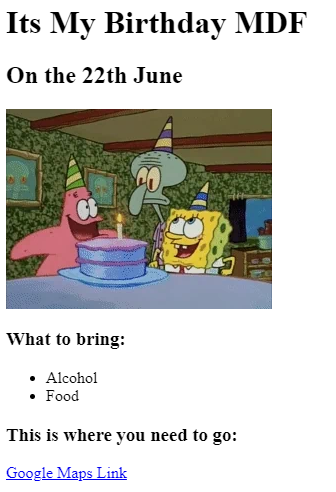 Its My Birthday MDF
On the 22th June
What to bring:
Alcohol
Food
This is where you need to go:
Google Maps Link